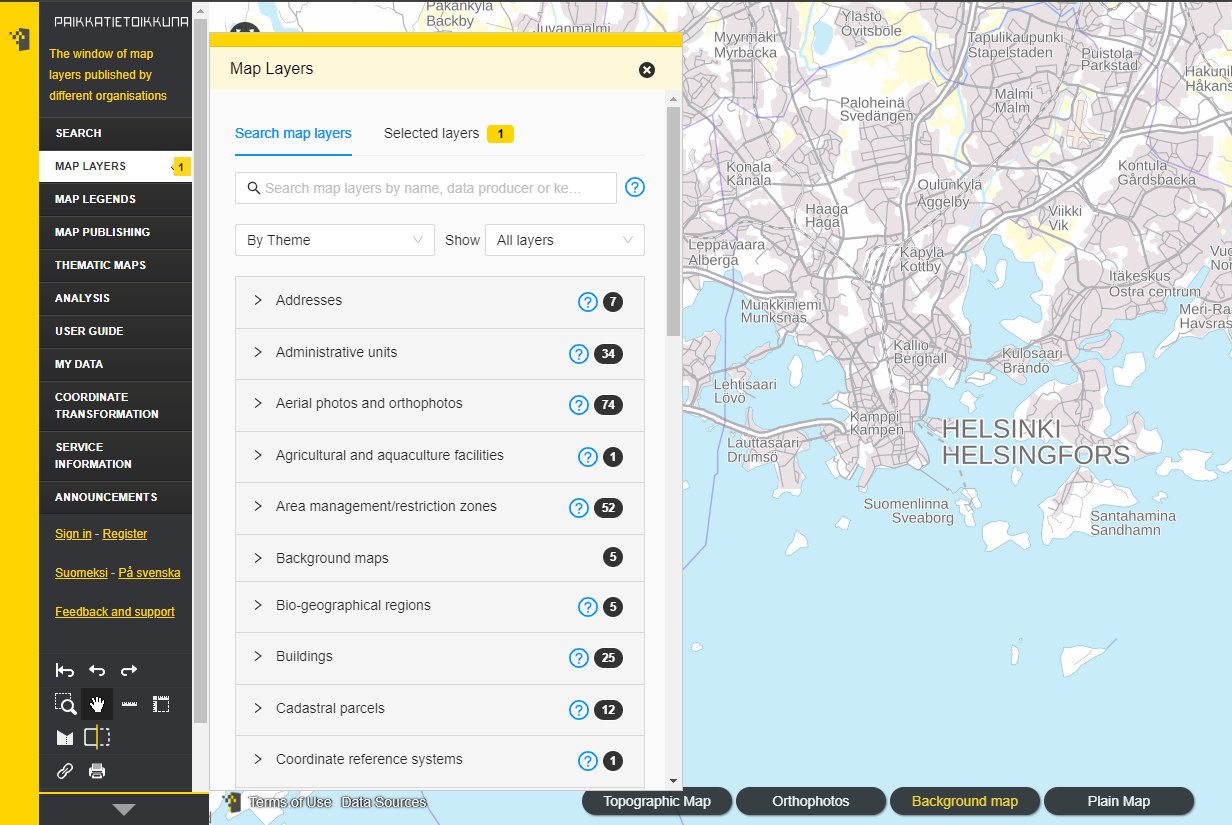 PAIKKATIETOIKKUNA
The window of map
layers published by
different organisations
SEARCH
MAP LAYERS
1
MAP LEGENDS
MAP PUBLISHING
THEMATIC MAPS
ANALYSIS
USER GUIDE
MY DATA
COORDINATE
TRANSFORMATION
SERVICE
INFORMATION
ANNOUNCEMENTS
Sign in - Register
Suomeksi - På svenska
Feedback and support
Map Layers
Search map layers
Selected layers 1
Search map layers by name, data producer or ke...
?
By Theme
Show
All layers
Addresses ? 7
Administrative units ? 34
Aerial photos and orthophotos ? 74
Agricultural and aquaculture facilities ? 1
Area management/restriction zones ? 52
Background maps 5
Bio-geographical regions ? 5
Buildings ? 25
Cadastral parcels ? 12
Coordinate reference systems ? 1
Pakankylä
Backby
Juvanmalmi
Myyrmäki
Myrbacka
Ylästö
Övitsböle
Tapulikaupunki
Stapelstaden
Puistola
Parkstad
Hakuni
Håkans
Malmi
Malm
Paloheinä
Svedängen
Konala
Kånala
Kontula
Gårdsbacka
Oulunkylä
Åggelby
Haaga
Haga
Viikki
Vik
Leppävaara
Alberga
Käpylä
Kottby
Vuo
Itäkeskus
Östra centrum
Munkkiniemi
Munksnäs
Meri-Ra
Havsras
Kallio
Berghäll
Kulosaari
Brändö
Lehtisaari
Lövö
Kamppi
Kampen
HELSINKI
HELSINGFORS
Lauttasaari
Drumsö
Suomenlinna
Sveaborg
Santahamina
Sandhamn
Terms of Use Data Sources
Topographic Map
Orthophotos
Background map
Plain Map